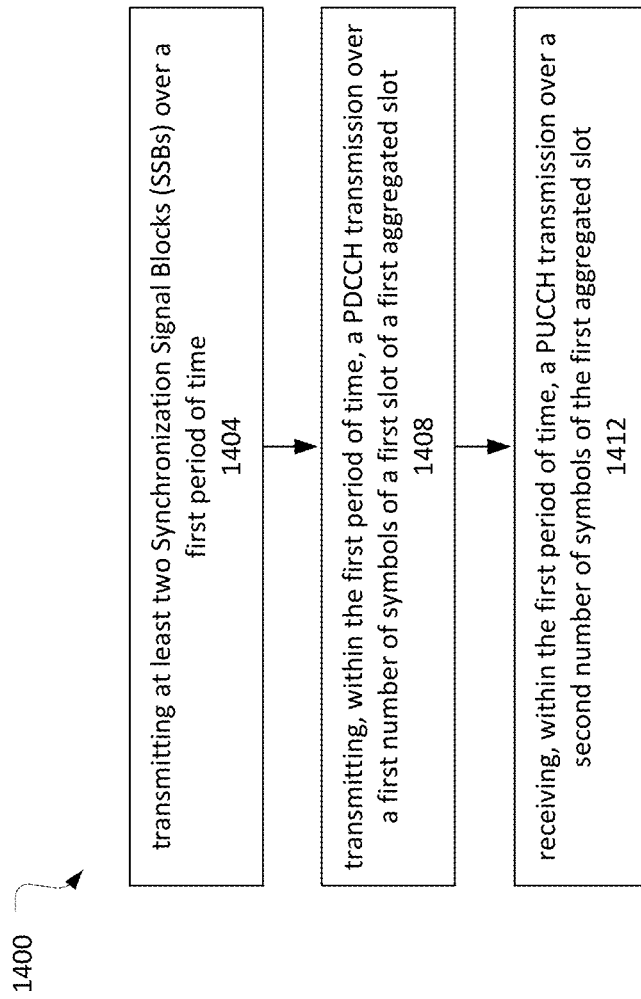 1400
transmitting at least two Synchronization Signal Blocks (SSBs) over a
first period of time
1404
transmitting, within the first period of time, a PDCCH transmission over
a first number of symbols of a first slot of a first aggregated slot
1408
receiving, within the first period of time, a PUCCH transmission over a
second number of symbols of the first aggregated slot
1412